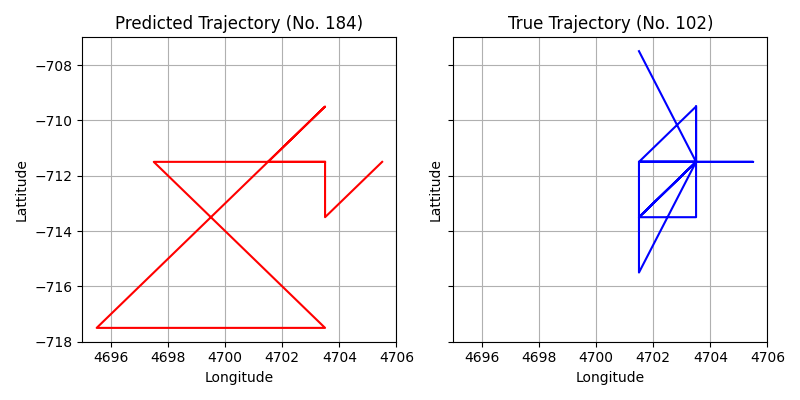 Predicted Trajectory (No. 184)
−708
−710
−712
−714
−716
−718
Lattitude
4696 4698 4700 4702 4704 4706
Longitude
True Trajectory (No. 102)
Lattitude
4696 4698 4700 4702 4704 4706
Longitude